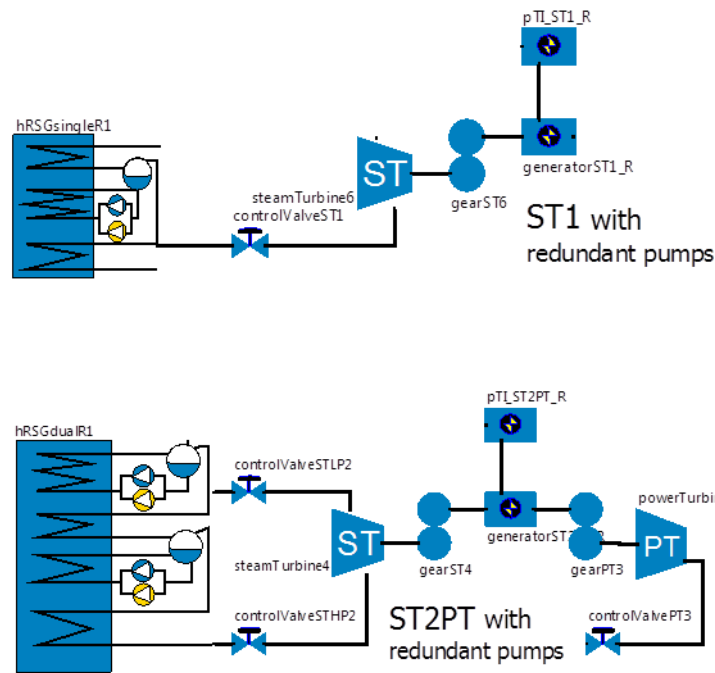 pTI_ST1_R
hRSGsingleR1
ST
steamTurbine6
generatorST1_R
gearST6
controlValveST1
ST1 with
redundant pumps
pTI_ST2PT_R
hRSGdualR1
controlValveSTLP2
powerTurbi
ST
PT
steamTurbine4
gearST4
gearPT3
controlValveSTHP2
controlValvePT3
ST2PT with
redundant pumps